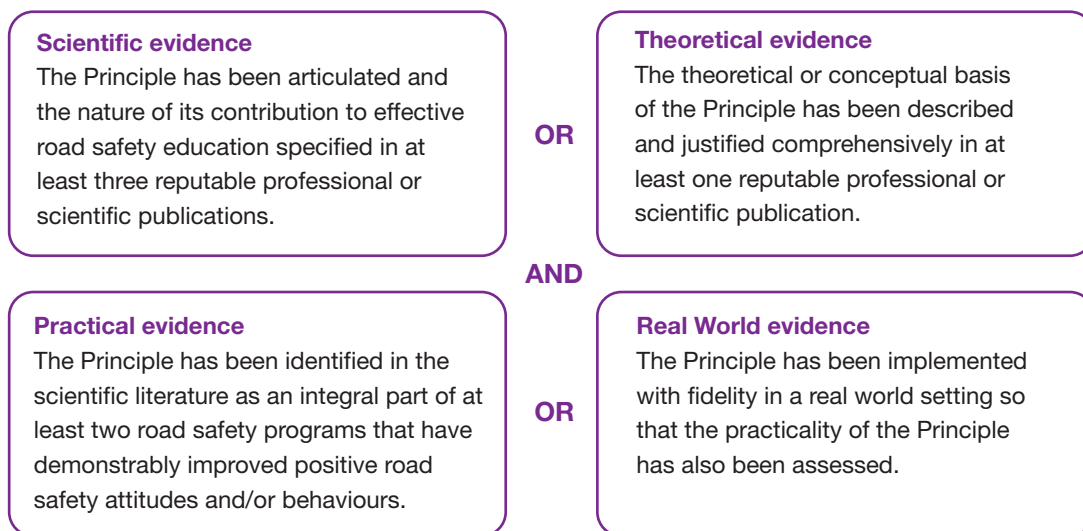 Scientific evidence
The Principle has been articulated and
the nature of its contribution to effective
road safety education specified in at
least three reputable professional or
scientific publications.
OR
Theoretical evidence
The theoretical or conceptual basis
of the Principle has been described
and justified comprehensively in at
least one reputable professional or
scientific publication.
AND
Practical evidence
The Principle has been identified in the
scientific literature as an integral part of at
least two road safety programs that have
demonstrably improved positive road
safety attitudes and/or behaviours.
OR
Real World evidence
The Principle has been implemented
with fidelity in a real world setting so
that the practicality of the Principle
has also been assessed.